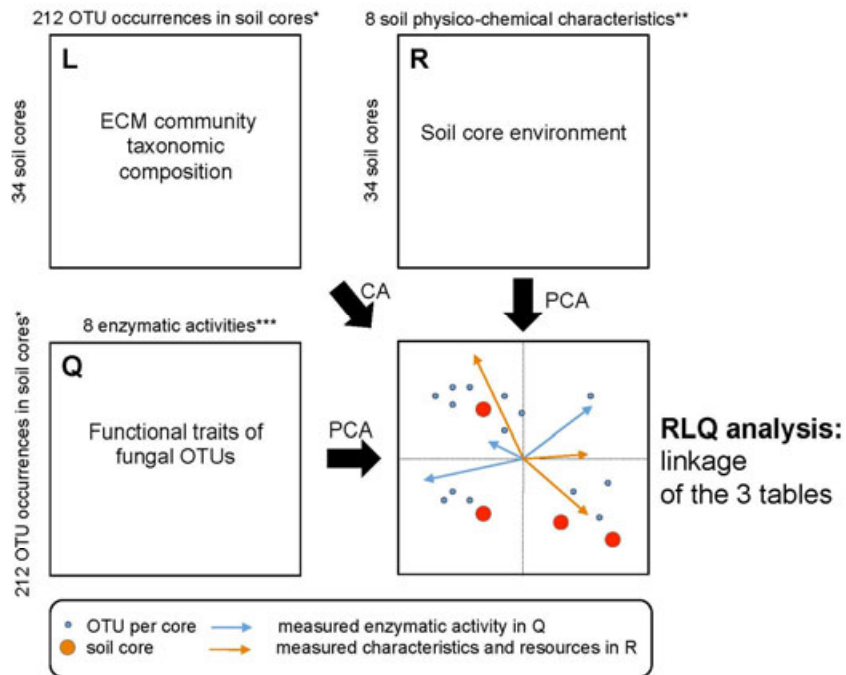 212 OTU occurrences in soil cores*
8 soil physico-chemical characteristics**
L
34 soil cores
ECM community
taxonomic
composition
R
34 soil cores
Soil core environment
CA
PCA
8 enzymatic activities***
212 OTU occurrences in soil cores*
Q
Functional traits of
fungal OTUs
PCA
RLQ analysis:
linkage
of the 3 tables
OTU per core
measured enzymatic activity in Q
soil core
measured characteristics and resources in R